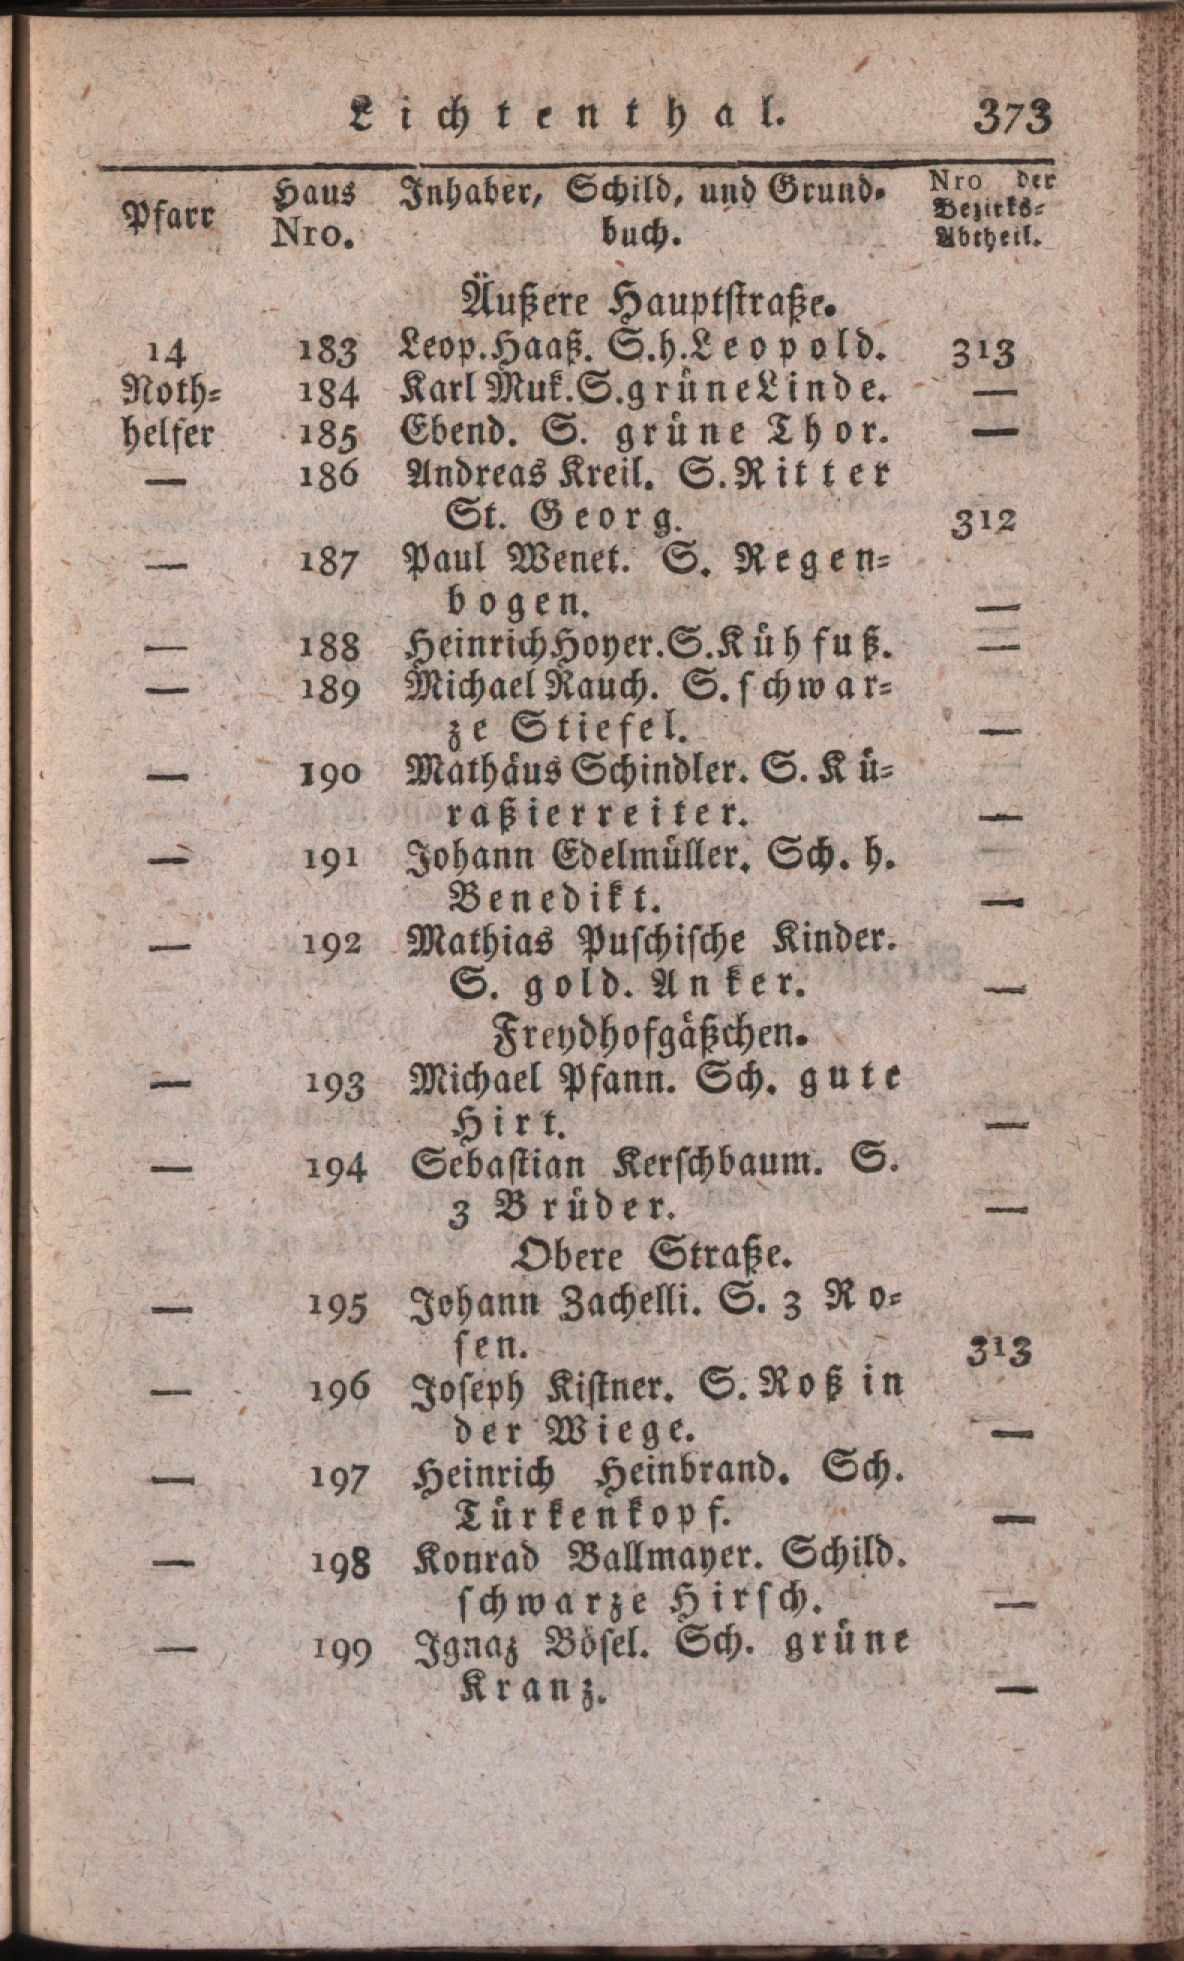 Lichtenthal. 373
Pfarr Haus Nro. Inhaber, Schild, und Grund- buch. Nro der Bezirks- Abtheil.
Äußere Hauptstraße.
14 183 Leop. Haaß. S. h. Leopold. 313
Noth- 184 Karl Muk. S. grüne Linde. —
helfer 185 Ebend. S. grüne Thor. —
— 186 Andreas Kreil. S. Ritter
St. Georg. 312
— 187 Paul Wenet. S. Regen-
bogen. —
— 188 Heinrich Hoyer. S. Kühfuß. —
— 189 Michael Rauch. S. schwar-
ze Stiefel. —
— 190 Mathäus Schindler. S. Kü-
raßierreiter. —
— 191 Johann Edelmüller. Sch. h.
Benedikt. —
— 192 Mathias Puschische Kinder.
S. gold. Anker. —
Freydhofgäßchen.
— 193 Michael Pfann. Sch. gute
Hirt. —
— 194 Sebastian Kerschbaum. S.
3 Brüder. —
Obere Straße.
— 195 Johann Zachelli. S. 3 Ro-
sen. 313
— 196 Joseph Kistner. S. Roß in
der Wiege. —
— 197 Heinrich Heinbrand. Sch.
Türkenkopf. —
— 198 Konrad Ballmayer. Schild.
schwarze Hirsch. —
— 199 Ignaz Bösel. Sch. grüne
Kranz. —